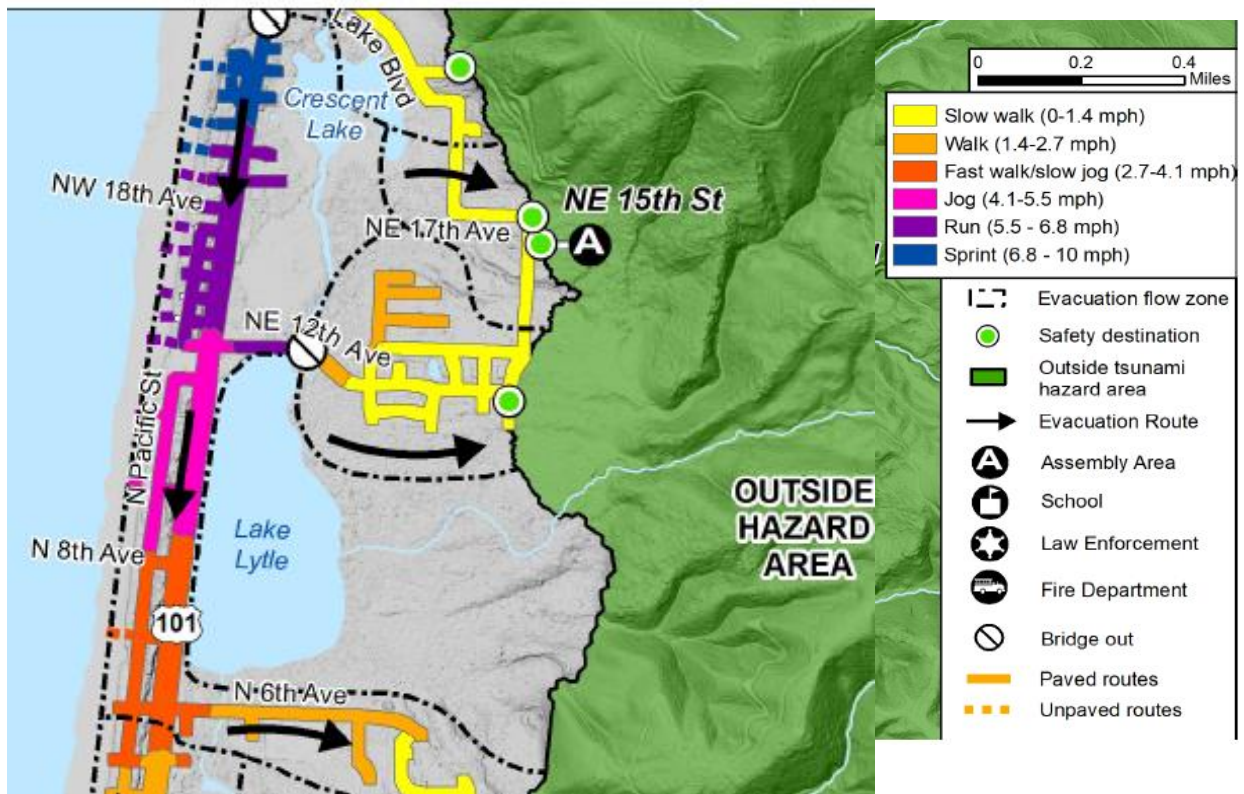 Lake Blvd
Crescent
Lake
NW 18th Ave
NE 15th St
NE 17th Ave
A
NE 12th Ave
N Pacific St
N 8th Ave
Lake
Lytle
101
N 6th Ave
OUTSIDE
HAZARD
AREA
0 0.2 0.4
Miles
Slow walk (0-1.4 mph)
Walk (1.4-2.7 mph)
Fast walk/slow jog (2.7-4.1 mph)
Jog (4.1-5.5 mph)
Run (5.5 - 6.8 mph)
Sprint (6.8 - 10 mph)
Evacuation flow zone
Safety destination
Outside tsunami
hazard area
Evacuation Route
A Assembly Area
School
Law Enforcement
Fire Department
Bridge out
Paved routes
Unpaved routes